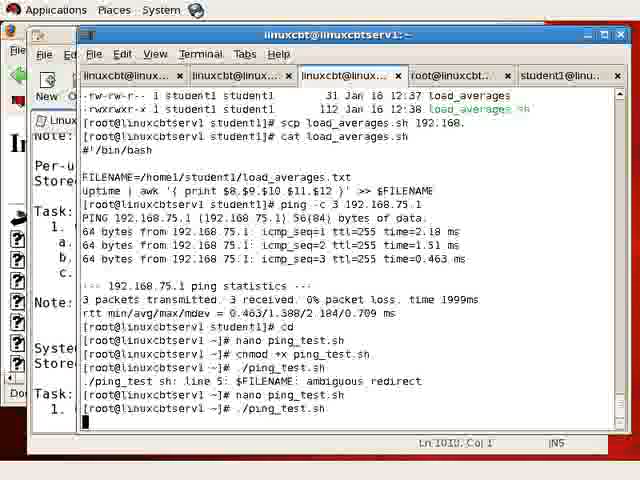 Applications Places System
linuxcbt@linuxcbtserv1:~
File Edit View Terminal Tabs Help
linuxcbt@linux... linuxcbt@linux... linuxcbt@linux... root@linuxcbt... student1@linu...
-rw-rw-r-- 1 student1 student1 31 Jan 16 12:37 load_averages
-rwxrwxr-x 1 student1 student1 112 Jan 16 12:38 load_averages.sh
[root@linuxcbtserv1 student1]# scp load_averages.sh 192.168.
[root@linuxcbtserv1 student1]# cat load_averages.sh
#!/bin/bash
FILENAME=/home1/student1/load_averages.txt
uptime | awk '{ print $8,$9,$10,$11,$12 }' >> $FILENAME
[root@linuxcbtserv1 student1]# ping -c 3 192.168.75.1
PING 192.168.75.1 (192.168.75.1) 56(84) bytes of data.
64 bytes from 192.168.75.1: icmp_seq=1 ttl=255 time=2.18 ms
64 bytes from 192.168.75.1: icmp_seq=2 ttl=255 time=1.51 ms
64 bytes from 192.168.75.1: icmp_seq=3 ttl=255 time=0.463 ms
--- 192.168.75.1 ping statistics ---
3 packets transmitted, 3 received, 0% packet loss, time 1999ms
rtt min/avg/max/mdev = 0.463/1.388/2.184/0.709 ms
[root@linuxcbtserv1 student1]# cd
[root@linuxcbtserv1 ~]# nano ping_test.sh
[root@linuxcbtserv1 ~]# chmod +x ping_test.sh
[root@linuxcbtserv1 ~]# ./ping_test.sh
./ping_test.sh: line 5: $FILENAME: ambiguous redirect
[root@linuxcbtserv1 ~]# nano ping_test.sh
[root@linuxcbtserv1 ~]# ./ping_test.sh
File
File Ed
New O
Linux
Note:
Per-u
Store
Task:
1.
a.
b.
c.
Note:
Syste
Store
Task:
1.
Ln 1010, Col 1 INS